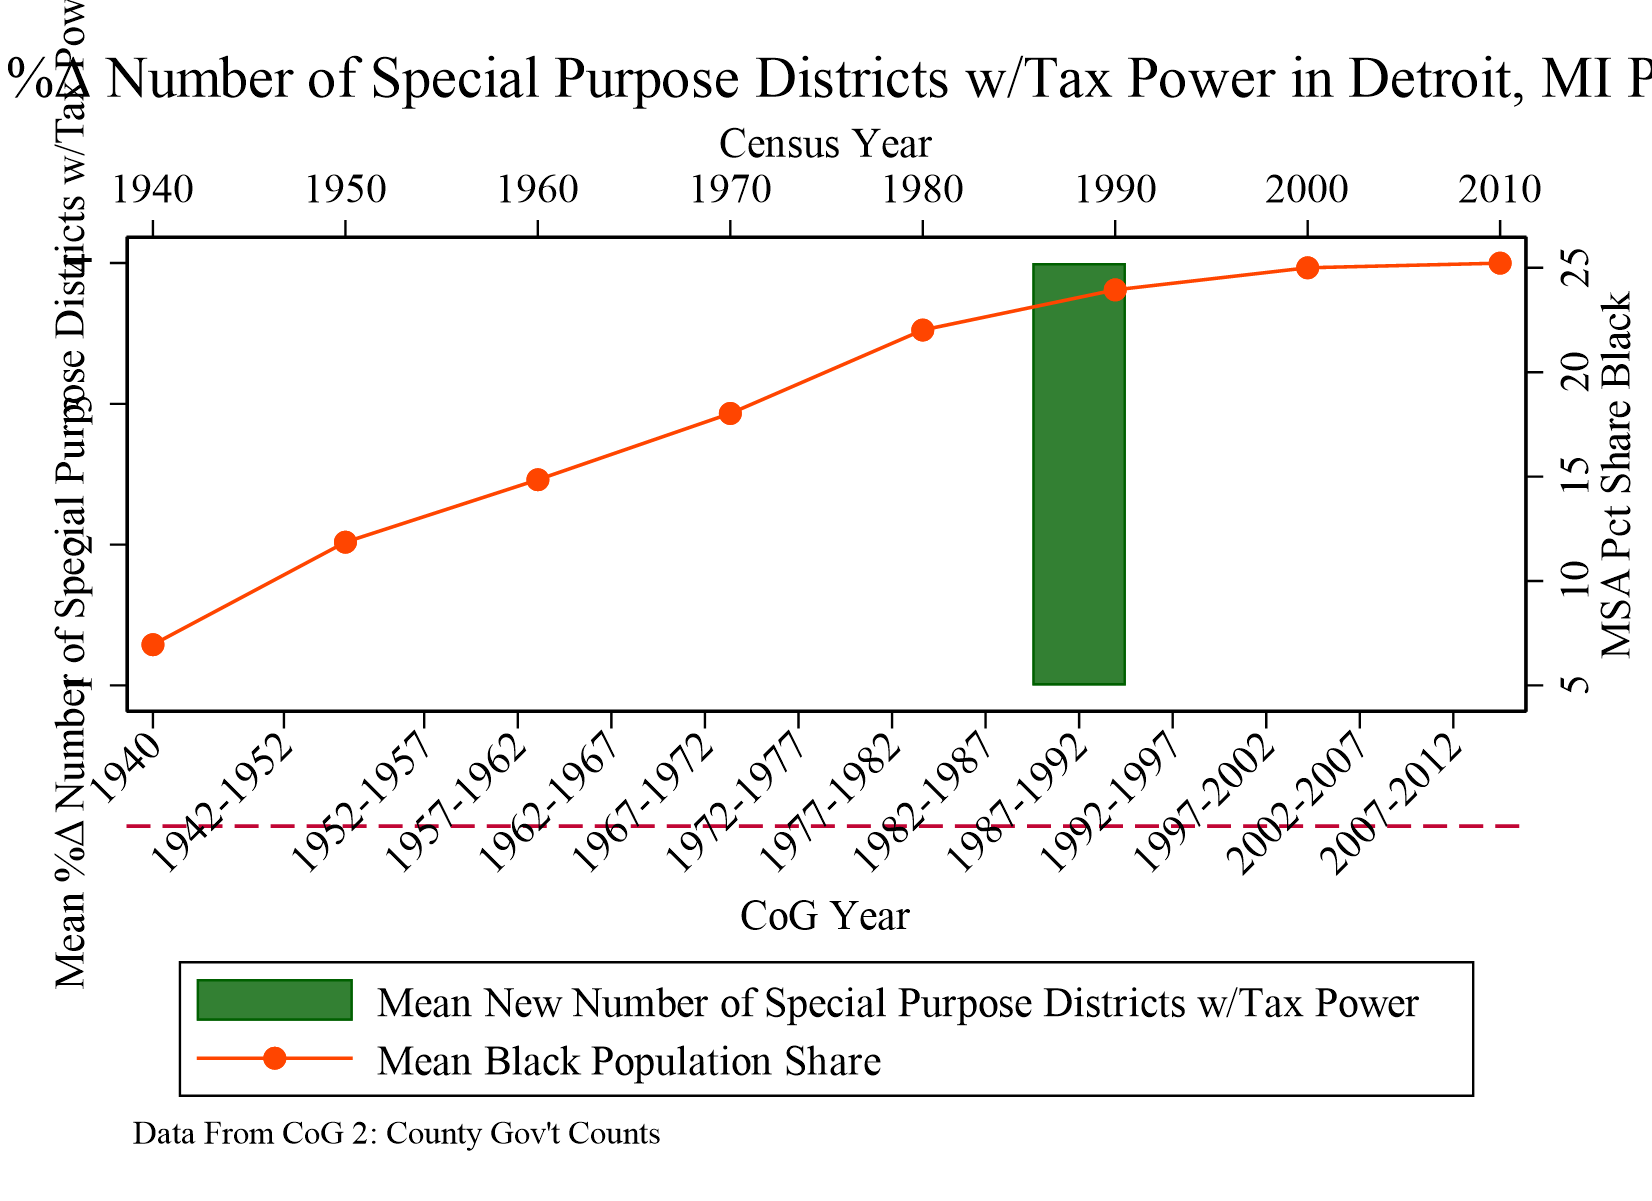 %Δ Number of Special Purpose Districts w/Tax Power in Detroit, MI P
Census Year
1940 1950 1960 1970 1980 1990 2000 2010
Mean %Δ Number of Special Purpose Districts w/Tax Pow
1 2 3 4
5 10 15 20 25
MSA Pct Share Black
1940 1942-1952 1952-1957 1957-1962 1962-1967 1967-1972 1972-1977 1977-1982 1982-1987 1987-1992 1992-1997 1997-2002 2002-2007 2007-2012
CoG Year
Mean New Number of Special Purpose Districts w/Tax Power
Mean Black Population Share
Data From CoG 2: County Gov't Counts